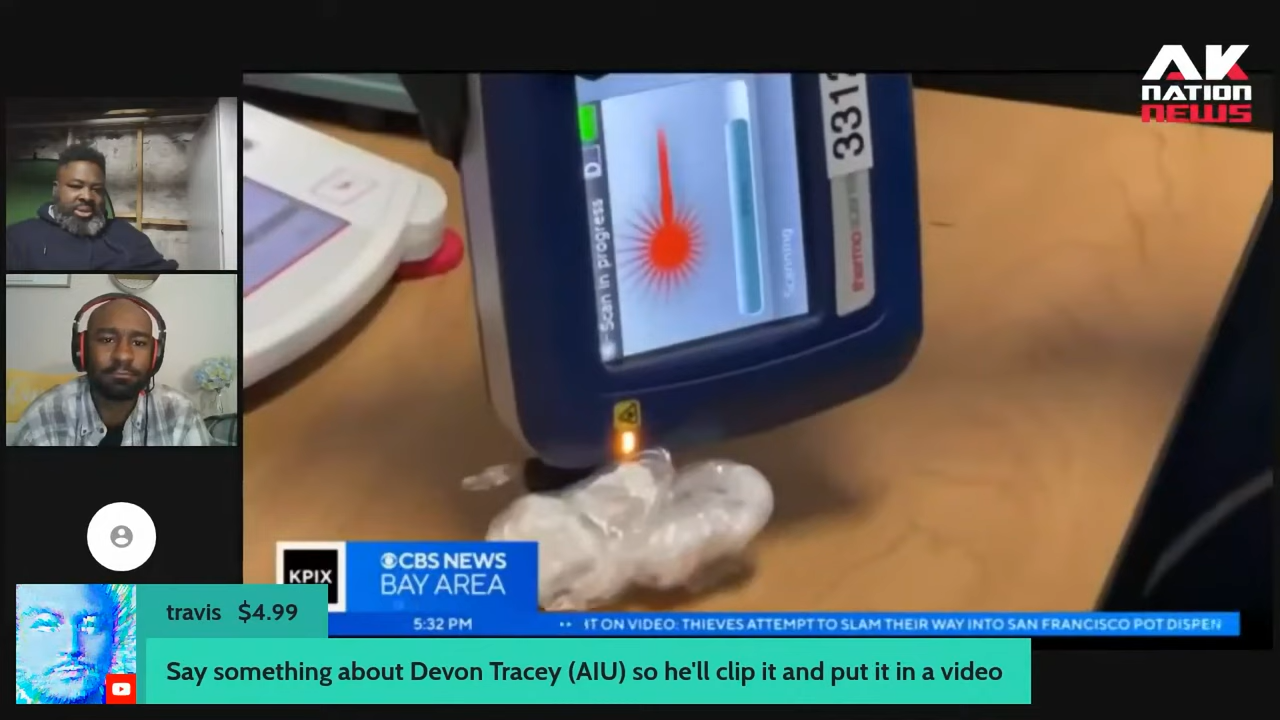 AK
NATION
NEWS
3312
Scan in progress
D
Scanning
thermo
KPIX
CBS NEWS
BAY AREA
5:32 PM
IT ON VIDEO: THIEVES ATTEMPT TO SLAM THEIR WAY INTO SAN FRANCISCO POT DISPEN
travis $4.99
Say something about Devon Tracey (AIU) so he'll clip it and put it in a video